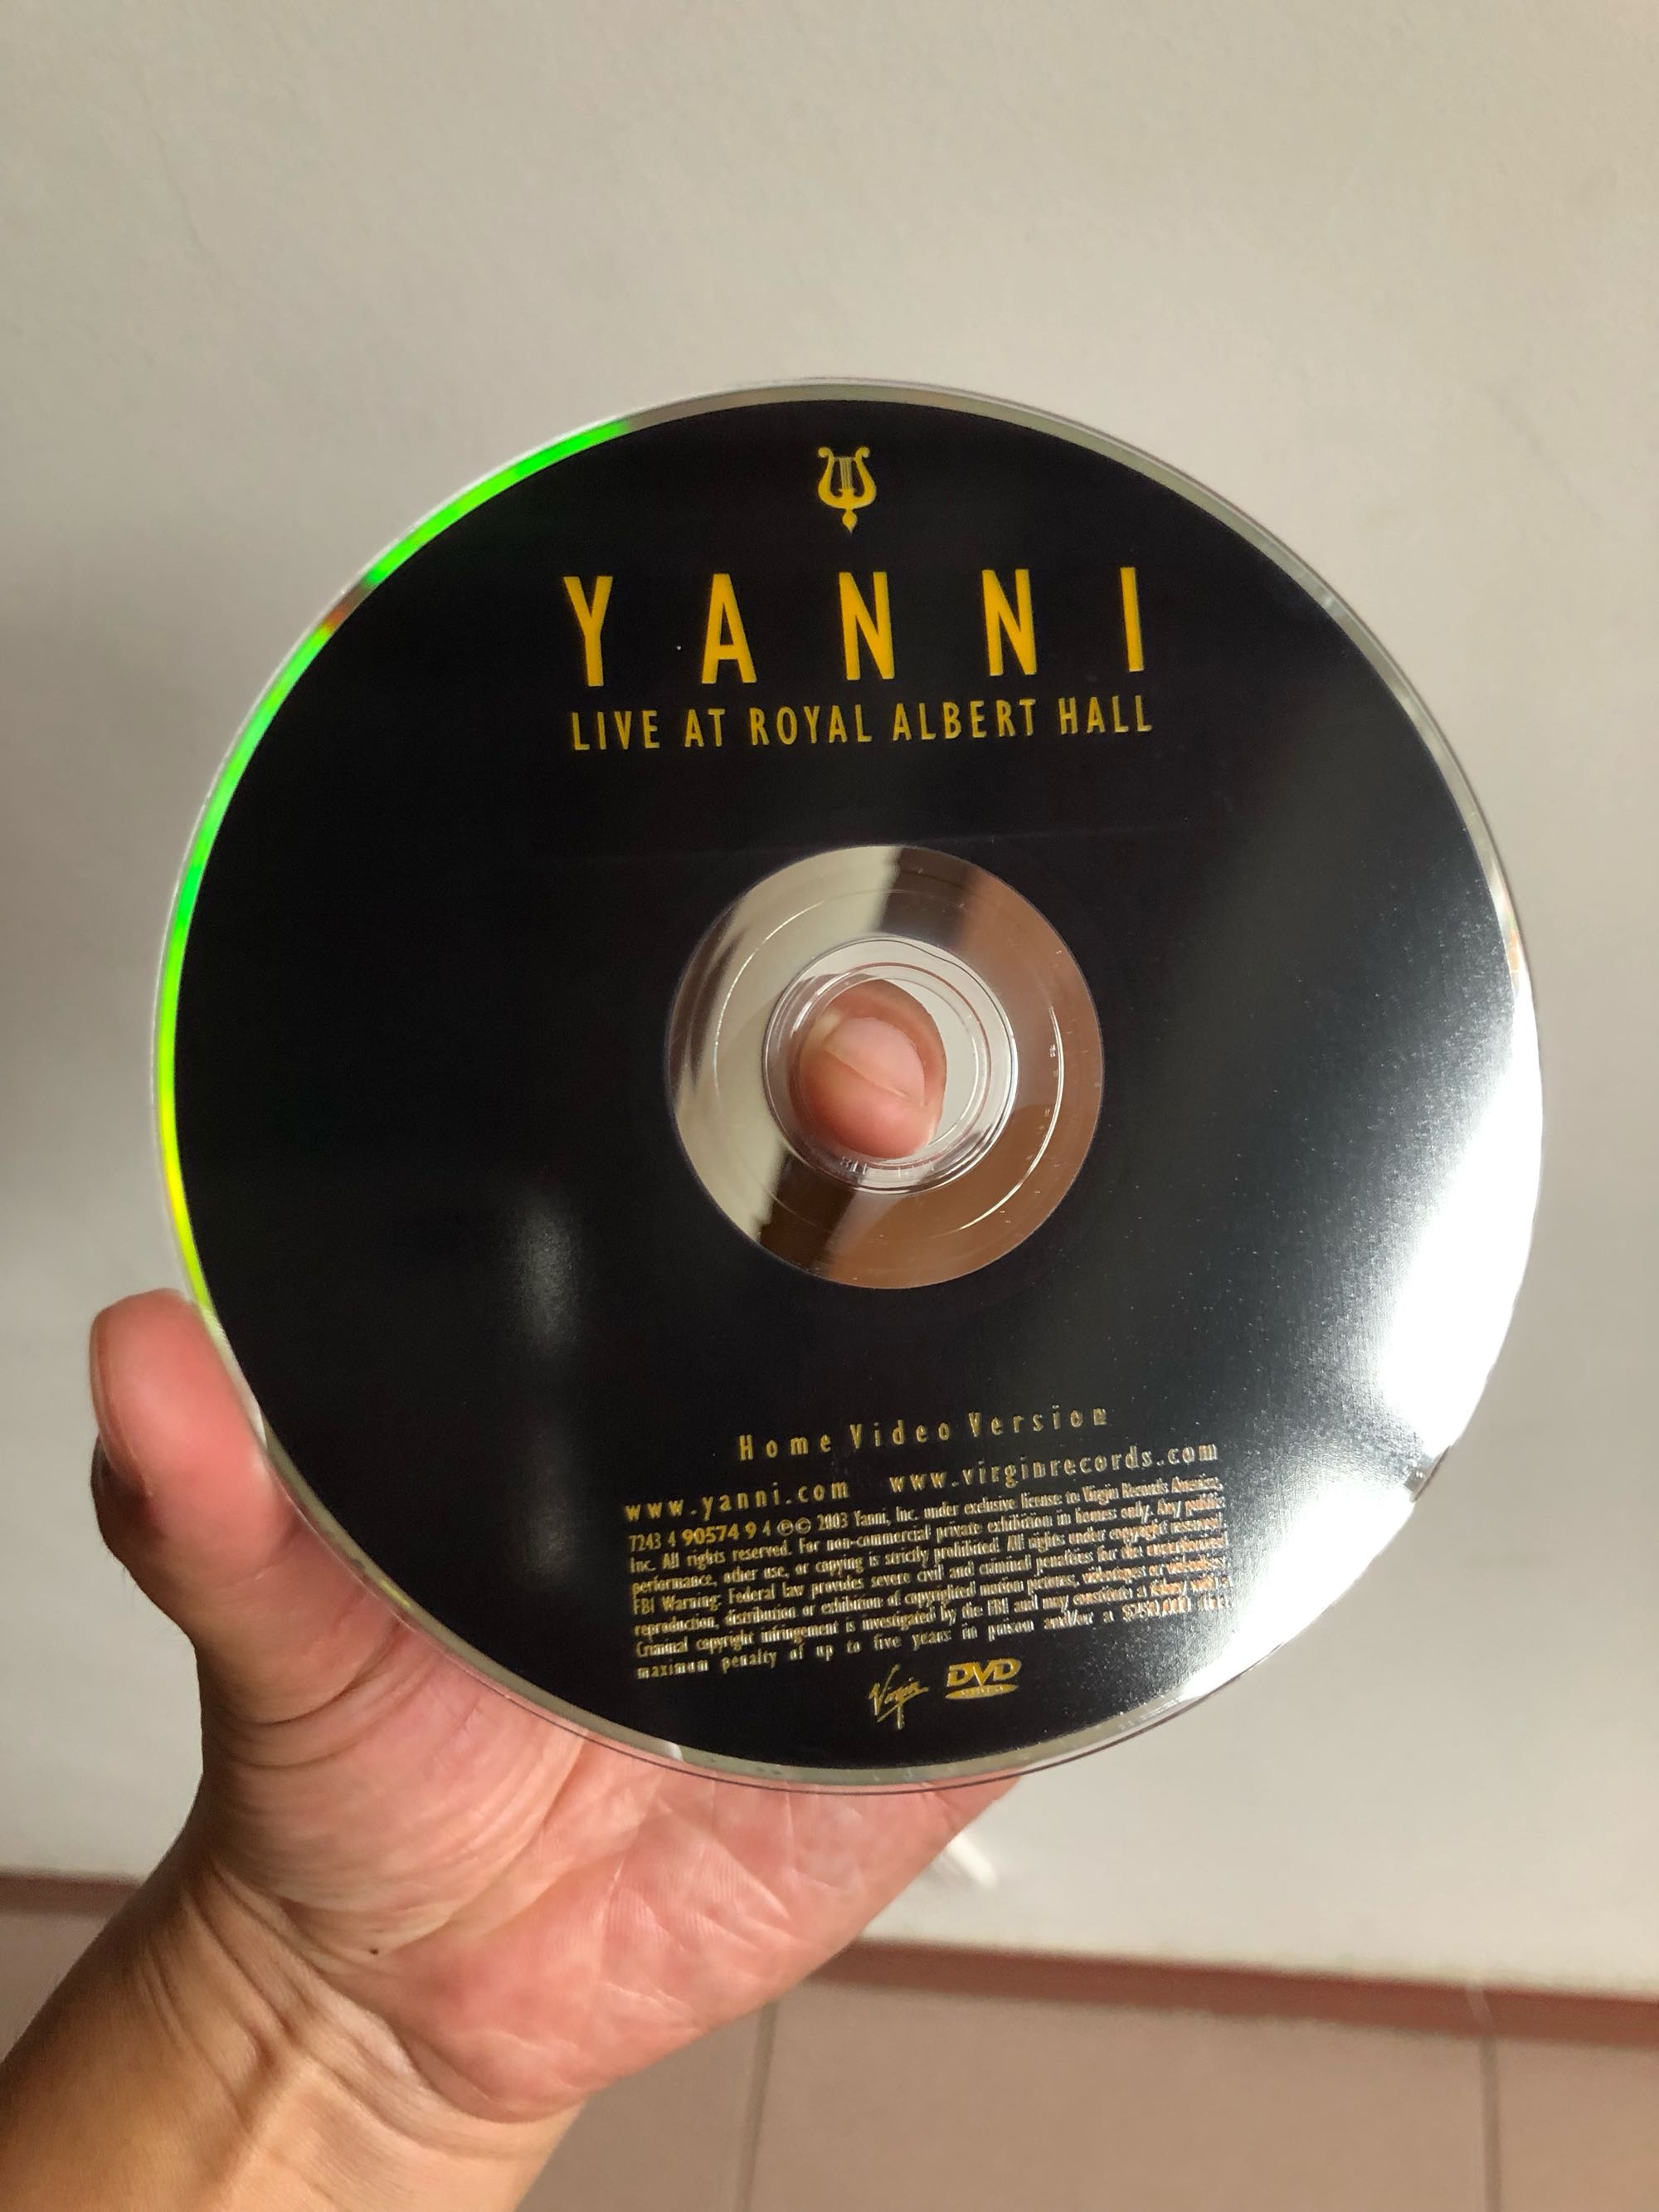 YANNI
LIVE AT ROYAL ALBERT HALL
Home Video Version
www.yanni.com www.virginrecords.com
7243 4 90574 9 4 ℗© 2003 Yanni, Inc. under exclusive license to Virgin Records America,
Inc. All rights reserved. For non-commercial private exhibition in homes only. Any public
performance, other use, or copying is strictly prohibited. All rights under copyright reserved.
FBI Warning: Federal law provides severe civil and criminal penalties for the unauthorized
reproduction, distribution or exhibition of copyrighted motion pictures, videotapes or videodiscs.
Criminal copyright infringement is investigated by the FBI and may constitute a felony with a
maximum penalty of up to five years in poison and/or a $250,000 fine.
Virgin DVD